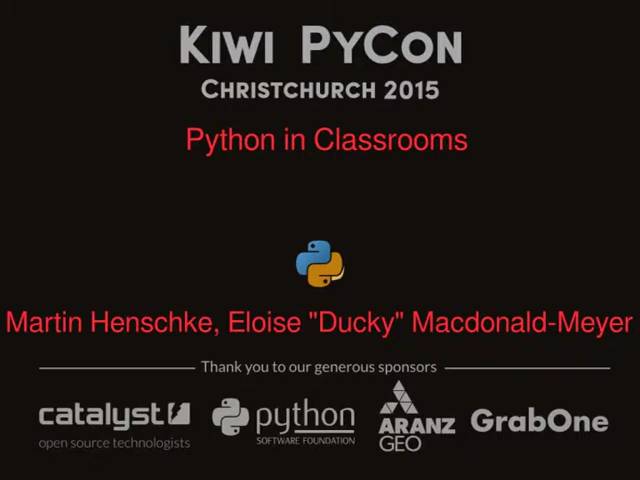 Kiwi PyCon
Christchurch 2015
Python in Classrooms
Martin Henschke, Eloise "Ducky" Macdonald-Meyer
Thank you to our generous sponsors
catalyst
open source technologists
python
SOFTWARE FOUNDATION
ARANZ
GEO
GrabOne